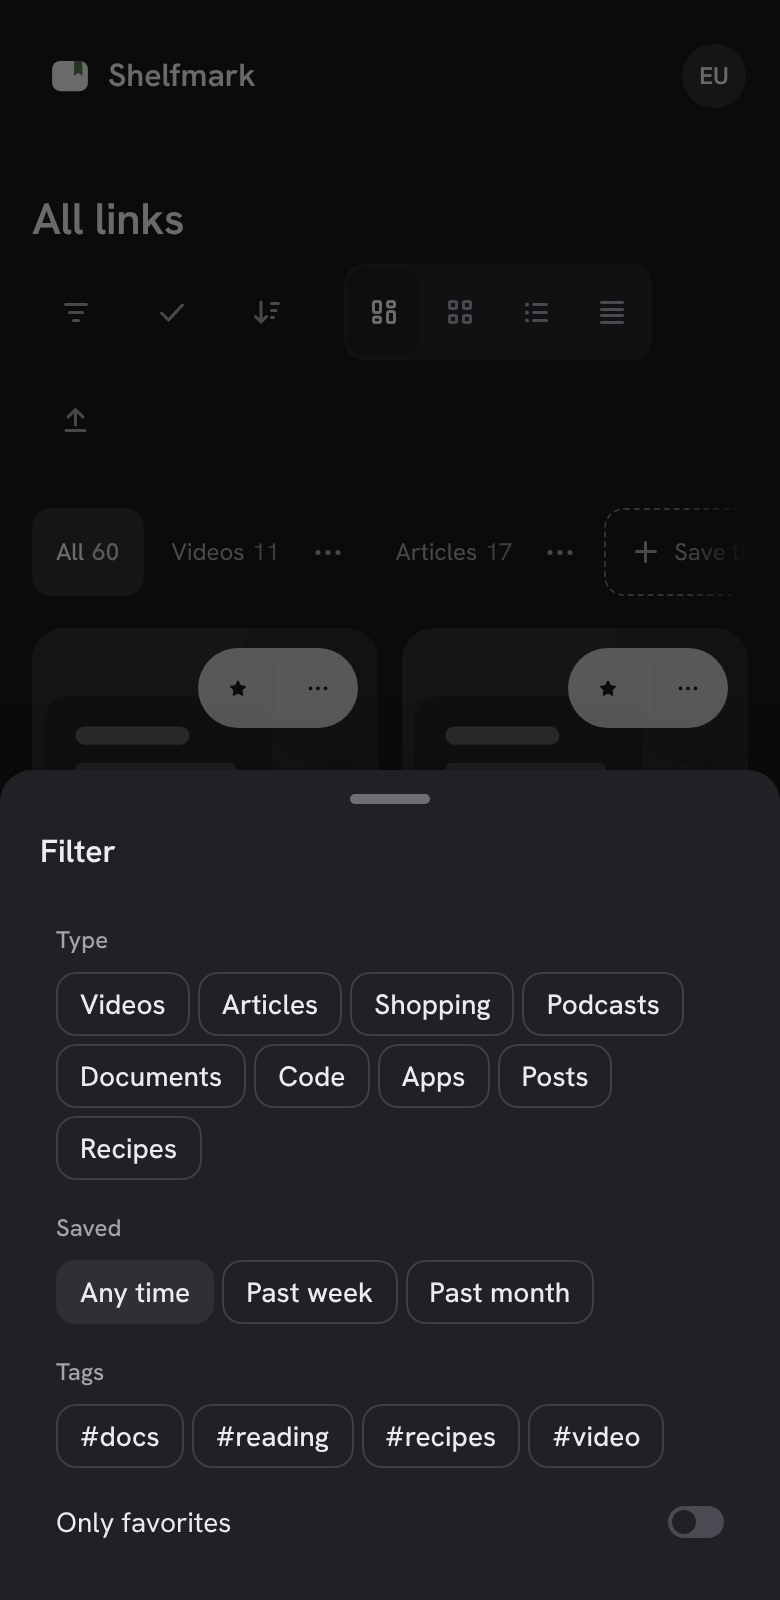 Shelfmark
EU
All links
All 60
Videos 11
Articles 17
Save
Filter
Type
Videos
Articles
Shopping
Podcasts
Documents
Code
Apps
Posts
Recipes
Saved
Any time
Past week
Past month
Tags
#docs
#reading
#recipes
#video
Only favorites